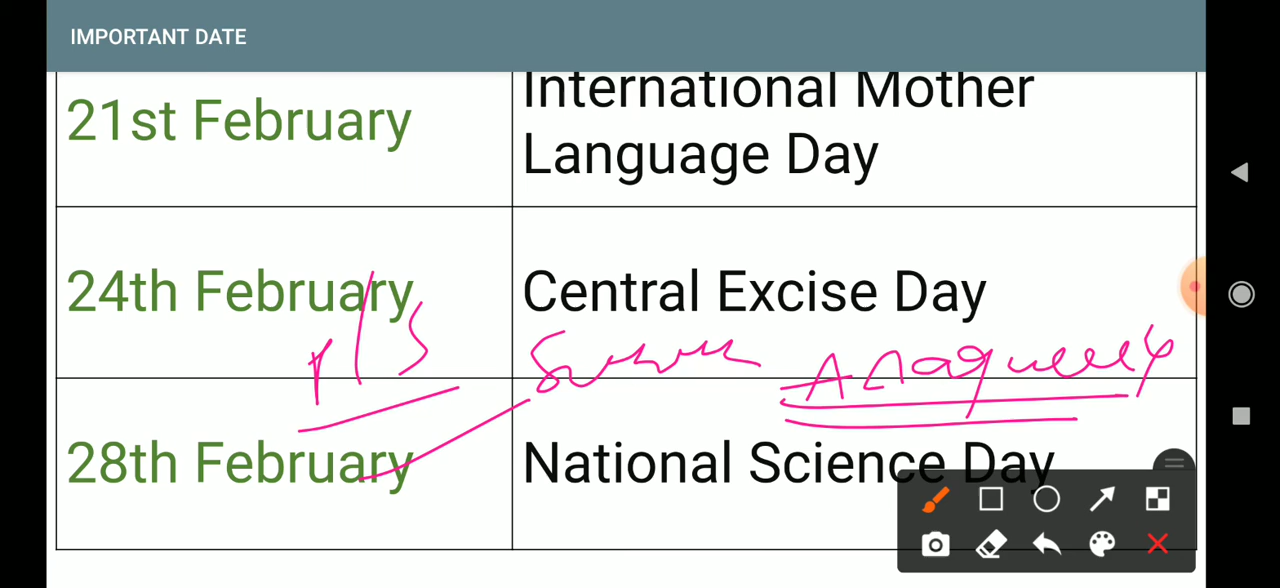 IMPORTANT DATE
21st February
International Mother
Language Day
24th February
Central Excise Day
28th February
National Science Day